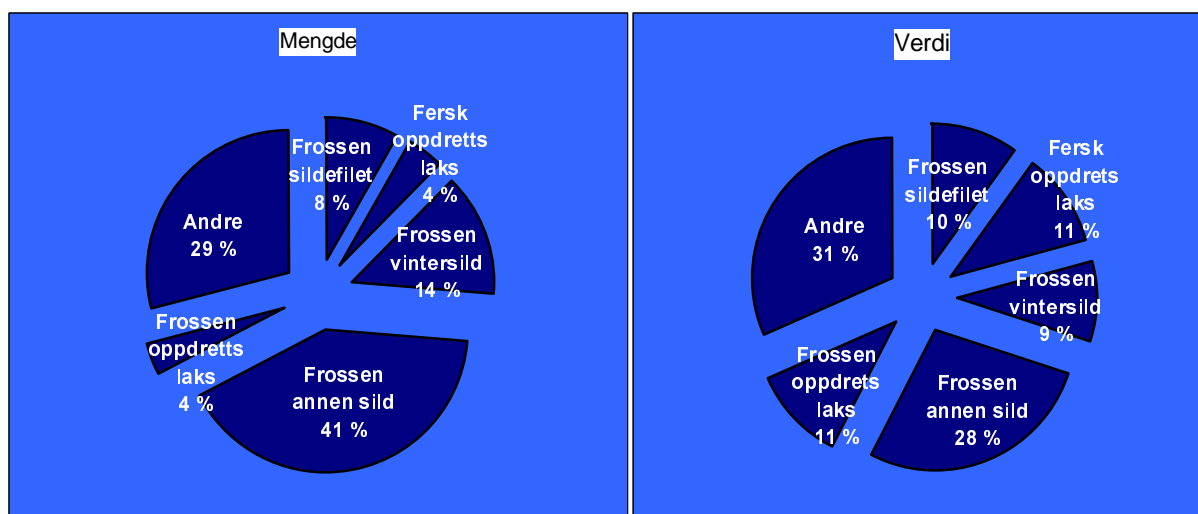 Mengde
Frossen
sildefilet
8 %
Fersk
oppdretts
laks
4 %
Frossen
vintersild
14 %
Frossen
annen sild
41 %
Frossen
oppdretts
laks
4 %
Andre
29 %
Verdi
Frossen
sildefilet
10 %
Fersk
oppdrets
laks
11 %
Frossen
vintersild
9 %
Frossen
annen sild
28 %
Frossen
oppdrets
laks
11 %
Andre
31 %